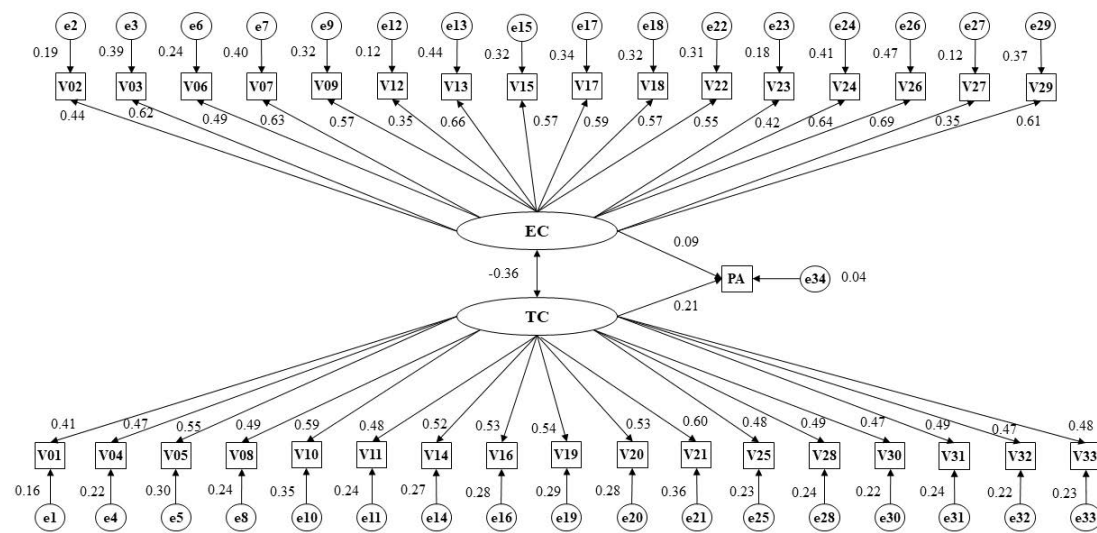 e2 e3 e6 e7 e9 e12 e13 e15 e17 e18 e22 e23 e24 e26 e27 e29
0.19 0.39 0.24 0.40 0.32 0.12 0.44 0.32 0.34 0.32 0.31 0.18 0.41 0.47 0.12 0.37
V02 V03 V06 V07 V09 V12 V13 V15 V17 V18 V22 V23 V24 V26 V27 V29
0.44 0.62 0.49 0.63 0.57 0.35 0.66 0.57 0.59 0.57 0.55 0.42 0.64 0.69 0.35 0.61
EC
0.09
-0.36 PA e34 0.04
0.21
TC
0.41 0.47 0.55 0.49 0.59 0.48 0.52 0.53 0.54 0.53 0.60 0.48 0.49 0.47 0.49 0.47 0.48
V01 V04 V05 V08 V10 V11 V14 V16 V19 V20 V21 V25 V28 V30 V31 V32 V33
0.16 0.22 0.30 0.24 0.35 0.24 0.27 0.28 0.29 0.28 0.36 0.23 0.24 0.22 0.24 0.22 0.23
e1 e4 e5 e8 e10 e11 e14 e16 e19 e20 e21 e25 e28 e30 e31 e32 e33